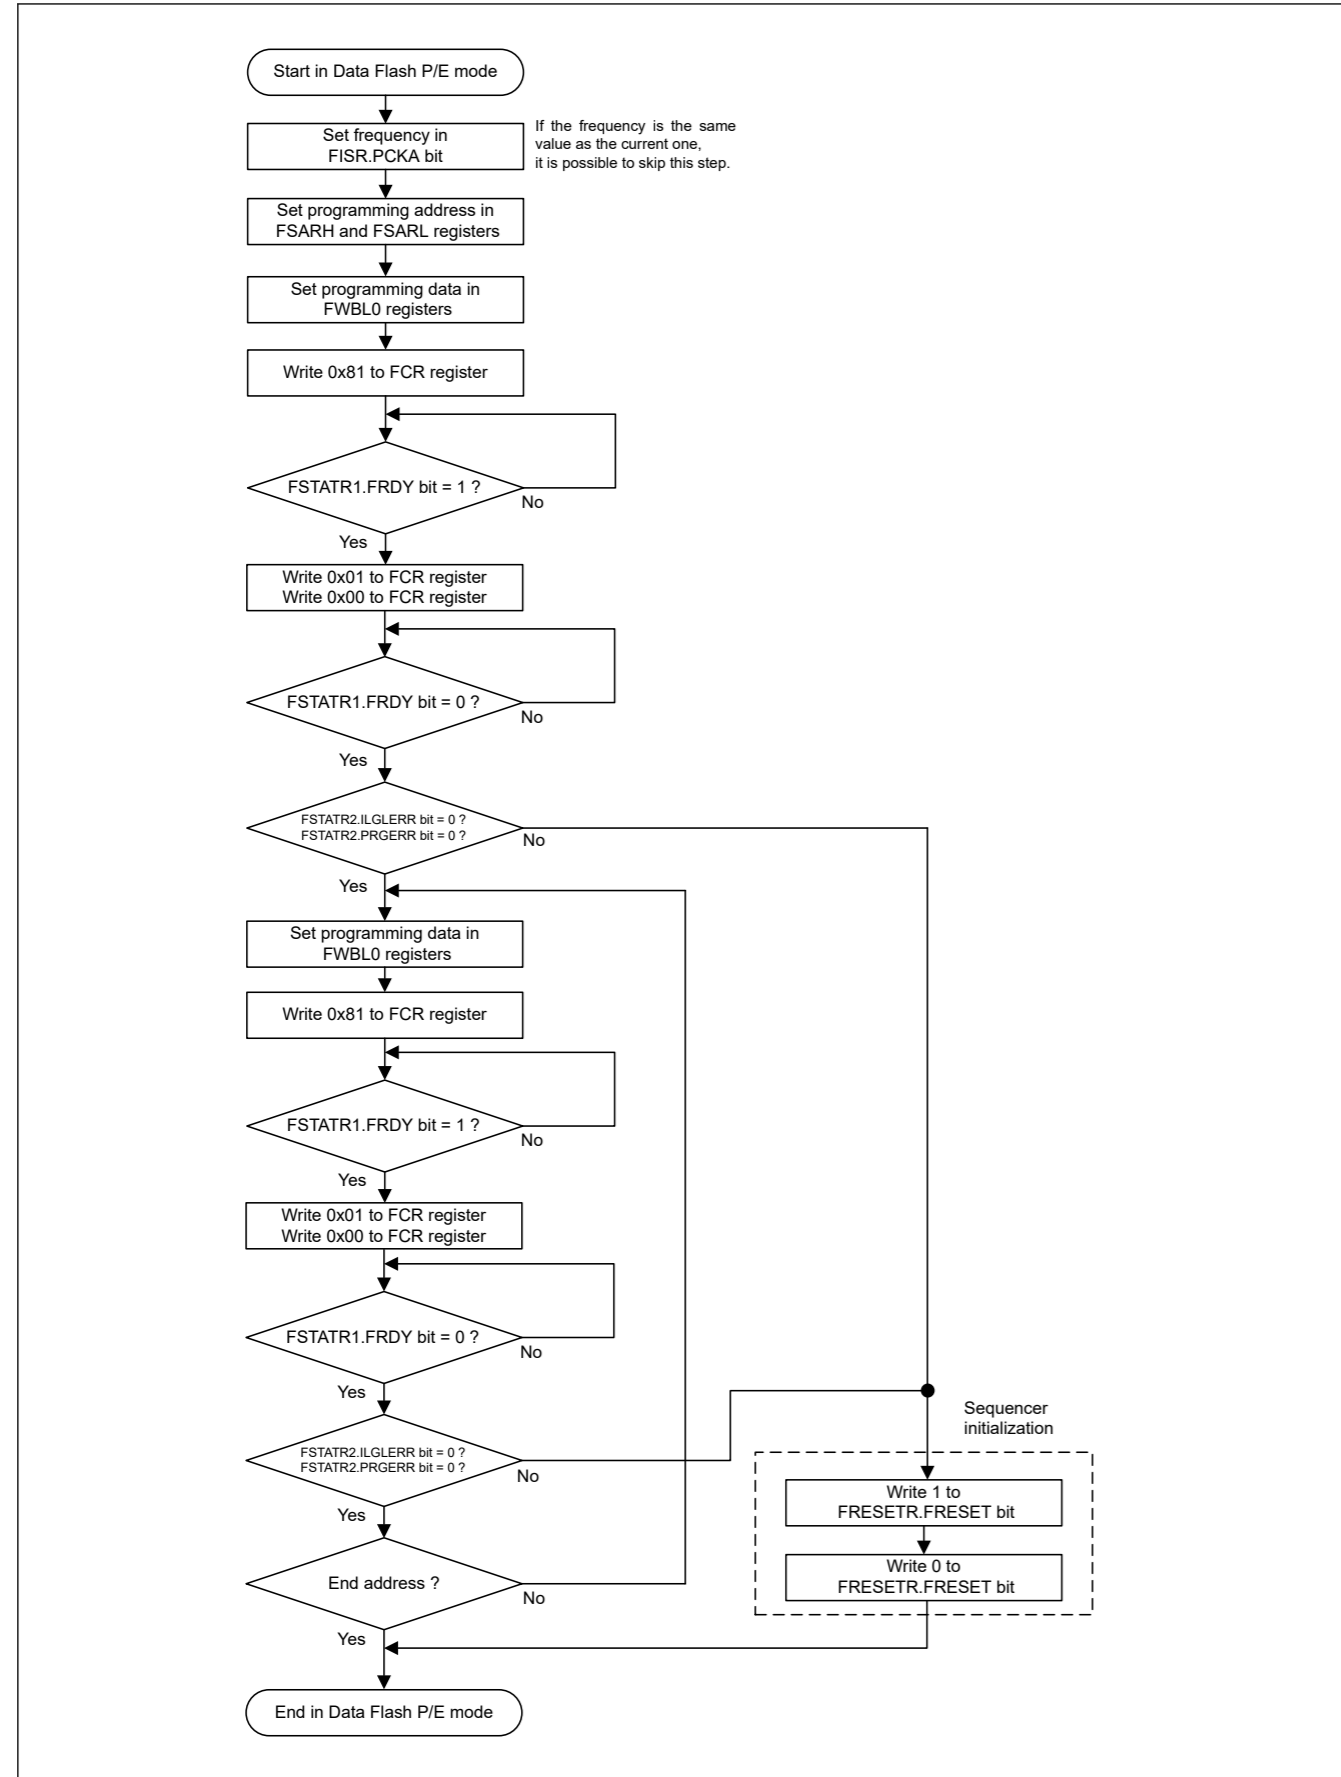 Start in Data Flash P/E mode
Set frequency in
FISR.PCKA bit
If the frequency is the same
value as the current one,
it is possible to skip this step.
Set programming address in
FSARH and FSARL registers
Set programming data in
FWBL0 registers
Write 0x81 to FCR register
FSTATR1.FRDY bit = 1 ?
No
Yes
Write 0x01 to FCR register
Write 0x00 to FCR register
FSTATR1.FRDY bit = 0 ?
No
Yes
FSTATR2.ILGLERR bit = 0 ?
FSTATR2.PRGERR bit = 0 ?
No
Yes
Set programming data in
FWBL0 registers
Write 0x81 to FCR register
FSTATR1.FRDY bit = 1 ?
No
Yes
Write 0x01 to FCR register
Write 0x00 to FCR register
FSTATR1.FRDY bit = 0 ?
No
Yes
FSTATR2.ILGLERR bit = 0 ?
FSTATR2.PRGERR bit = 0 ?
No
Yes
Sequencer
initialization
Write 1 to
FRESETR.FRESET bit
Write 0 to
FRESETR.FRESET bit
End address ?
No
Yes
End in Data Flash P/E mode